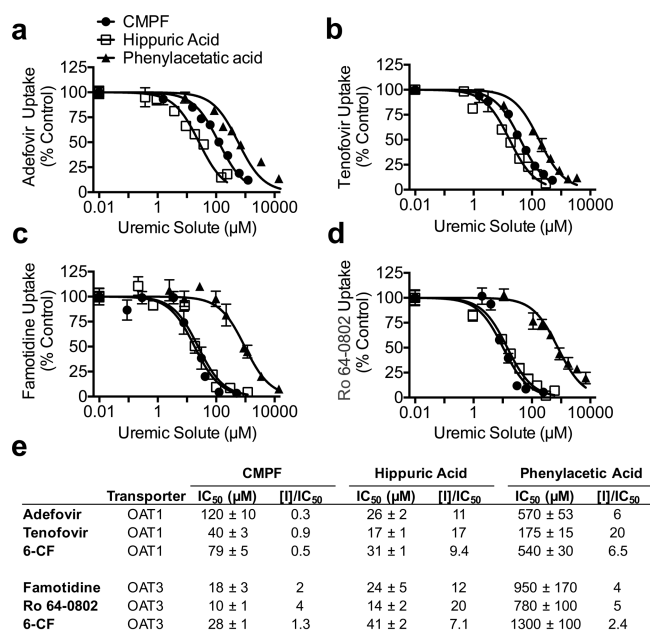 a
CMPF
Hippuric Acid
Phenylacetatic acid
b
Adefovir Uptake
(% Control)
125
100
75
50
25
0
0.01 1 100 10000
Uremic Solute (µM)
Tenofovir Uptake
(% Control)
125
100
75
50
25
0
0.01 1 100 10000
Uremic Solute (µM)
c
Famotidine Uptake
(% Control)
125
100
75
50
25
0
0.01 1 100 10000
Uremic Solute (µM)
d
Ro 64-0802 Uptake
(% Control)
125
100
75
50
25
0
0.01 1 100 10000
Uremic Solute (µM)
e
CMPF Hippuric Acid Phenylacetic Acid
Transporter IC50 (µM) [I]/IC50 IC50 (µM) [I]/IC50 IC50 (µM) [I]/IC50
Adefovir OAT1 120 ± 10 0.3 26 ± 2 11 570 ± 53 6
Tenofovir OAT1 40 ± 3 0.9 17 ± 1 17 175 ± 15 20
6-CF OAT1 79 ± 5 0.5 31 ± 1 9.4 540 ± 30 6.5
Famotidine OAT3 18 ± 3 2 24 ± 5 12 950 ± 170 4
Ro 64-0802 OAT3 10 ± 1 4 14 ± 2 20 780 ± 100 5
6-CF OAT3 28 ± 1 1.3 41 ± 2 7.1 1300 ± 100 2.4